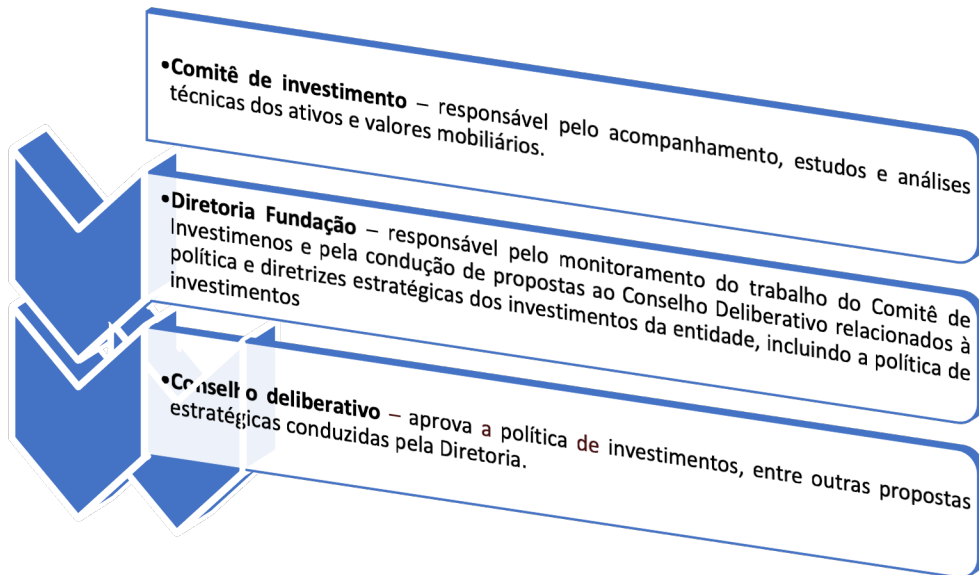 •Comitê de investimento – responsável pelo acompanhamento, estudos e análises
técnicas dos ativos e valores mobiliários.
•Diretoria Fundação – responsável pelo monitoramento do trabalho do Comitê de
Investimenos e pela condução de propostas ao Conselho Deliberativo relacionados à
política e diretrizes estratégicas dos investimentos da entidade, incluindo a política de
investimentos
•Conselho deliberativo – aprova a política de investimentos, entre outras propostas
estratégicas conduzidas pela Diretoria.